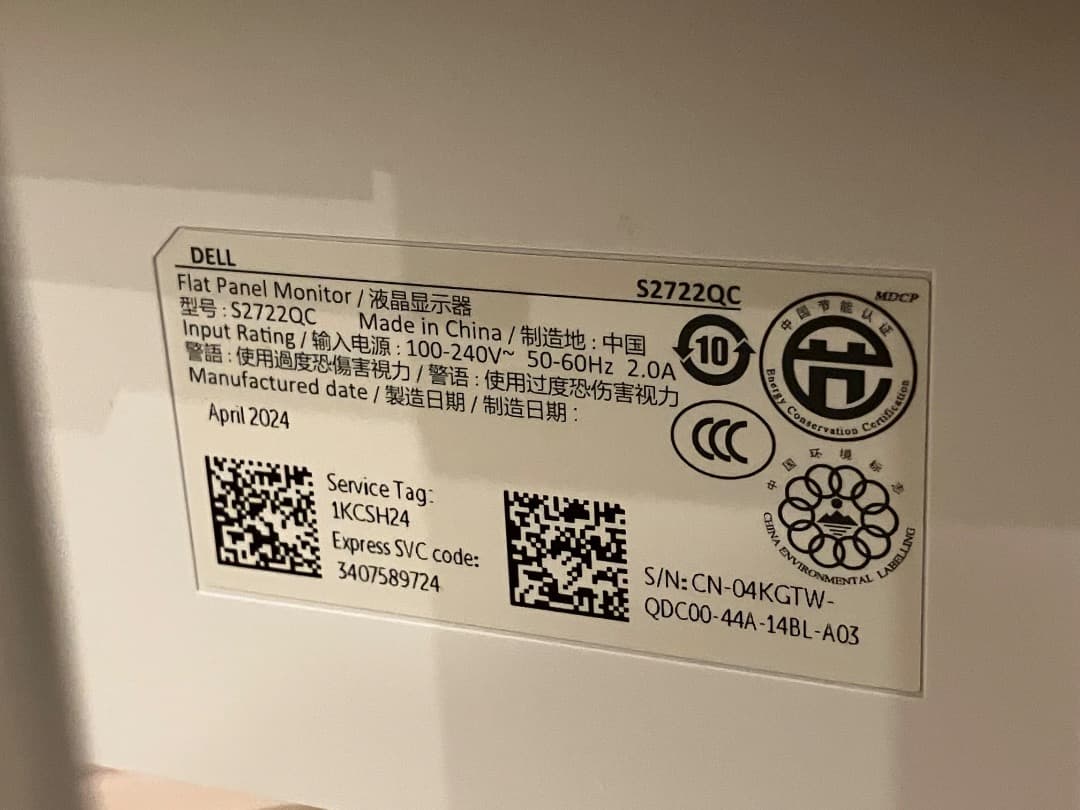 DELL
S2722QC
Flat Panel Monitor / 液晶显示器
型号 : S2722QC Made in China / 制造地 : 中国
Input Rating / 输入电源 : 100-240V~ 50-60Hz 2.0A
警語 : 使用過度恐傷害視力 / 警语 : 使用过度恐伤害视力
Manufactured date / 製造日期 / 制造日期 :
April 2024
10
MDCP
中国节能认证
Energy Conservation Certification
CCC
中国环境标志
CHINA ENVIRONMENTAL LABELLING
Service Tag:
1KCSH24
Express SVC code:
3407589724
S/N: CN-04KGTW-
QDC00-44A-14BL-A03